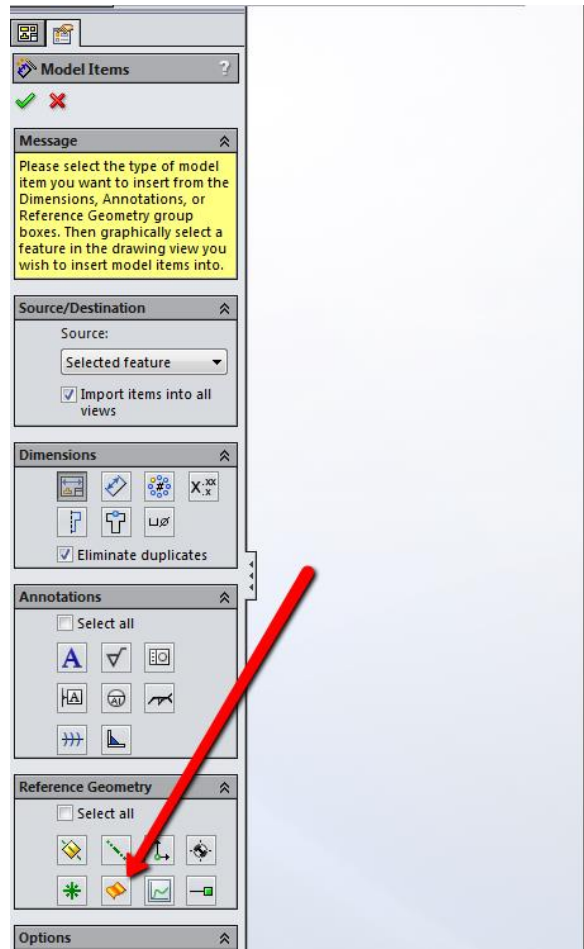 Model Items ?
Message
Please select the type of model
item you want to insert from the
Dimensions, Annotations, or
Reference Geometry group
boxes. Then graphically select a
feature in the drawing view you
wish to insert model items into.
Source/Destination
Source:
Selected feature
Import items into all
views
Dimensions
X.xx
X.x
Eliminate duplicates
Annotations
Select all
A
A
A1
Reference Geometry
Select all
Options